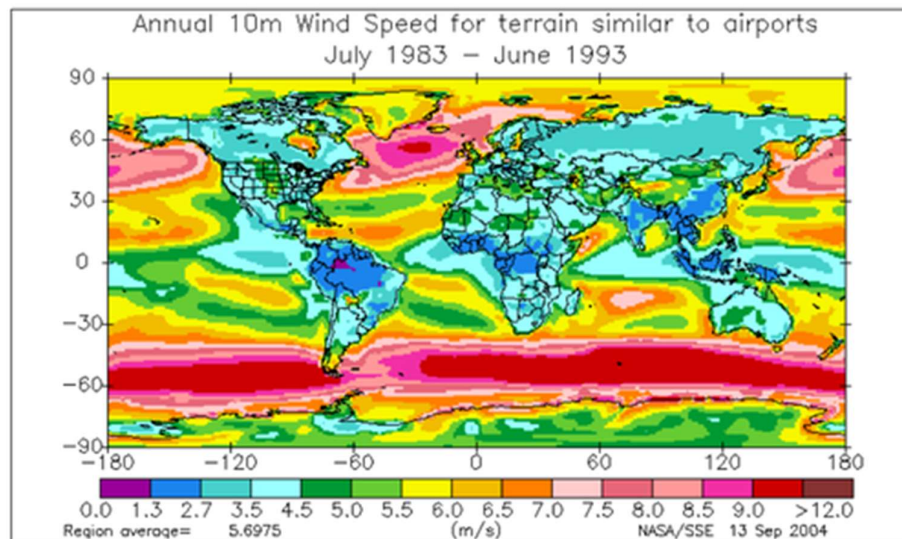 Annual 10m Wind Speed for terrain similar to airports
July 1983 – June 1993
90
60
30
0
−30
−60
−90
−180 −120 −60 0 60 120 180
0.0 1.3 2.7 3.5 4.5 5.0 5.5 6.0 6.5 7.0 7.5 8.0 8.5 9.0 >12.0
Region average= 5.6975 (m/s) NASA/SSE 13 Sep 2004